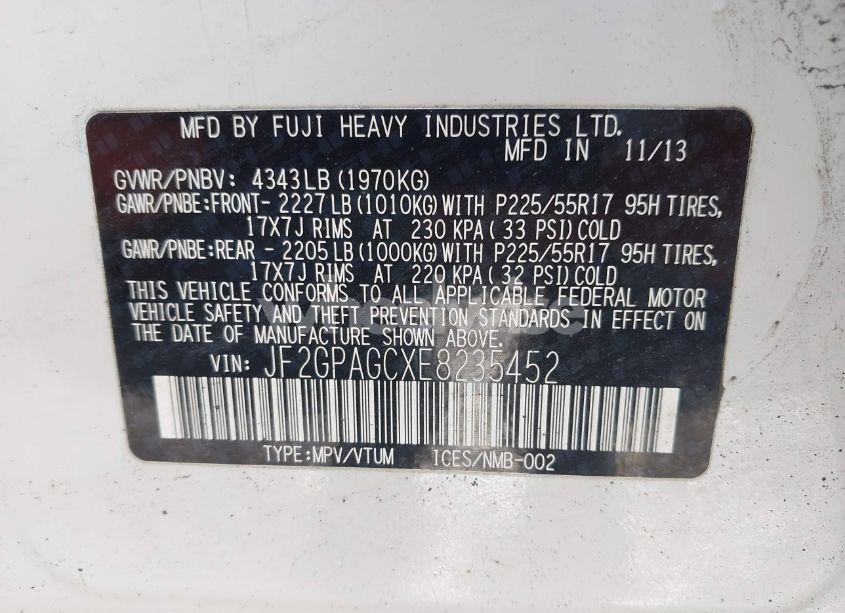 MFD BY FUJI HEAVY INDUSTRIES LTD.
MFD IN 11/13
GVWR/PNBV: 4343LB(1970KG)
GAWR/PNBE:FRONT- 2227LB(1010KG)WITH P225/55R17 95H TIRES,
17X7J RIMS AT 230 KPA( 33 PSI)COLD
GAWR/PNBE:REAR - 2205LB(1000KG)WITH P225/55R17 95H TIRES,
17X7J RIMS AT 220 KPA( 32 PSI)COLD
THIS VEHICLE CONFORMS TO ALL APPLICABLE FEDERAL MOTOR
VEHICLE SAFETY AND THEFT PREVENTION STANDARDS IN EFFECT ON
THE DATE OF MANUFACTURE SHOWN ABOVE.
VIN: JF2GPAGCXE8235452
TYPE:MPV/VTUM ICES/NMB-002